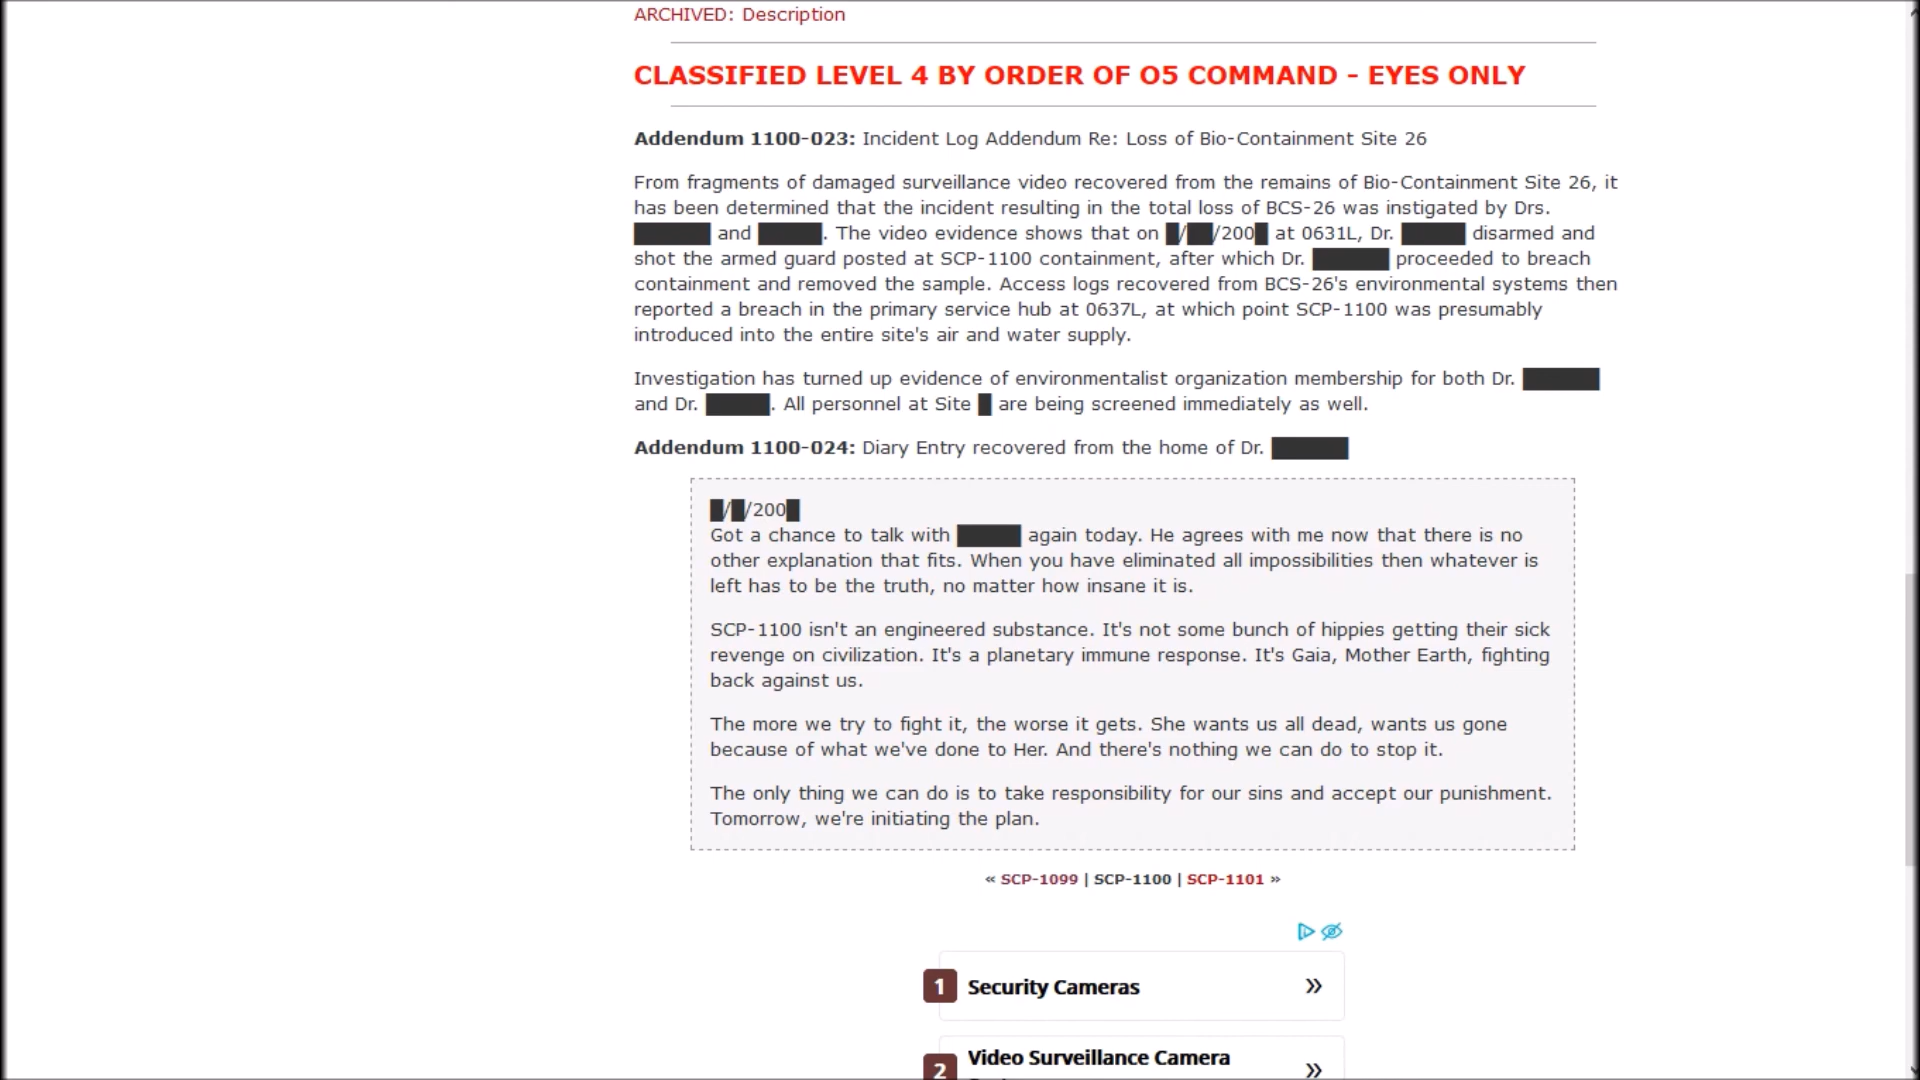 ARCHIVED: Description
CLASSIFIED LEVEL 4 BY ORDER OF O5 COMMAND - EYES ONLY
Addendum 1100-023: Incident Log Addendum Re: Loss of Bio-Containment Site 26
From fragments of damaged surveillance video recovered from the remains of Bio-Containment Site 26, it
has been determined that the incident resulting in the total loss of BCS-26 was instigated by Drs.
██████ and █████. The video evidence shows that on █/██/200█ at 0631L, Dr. █████ disarmed and
shot the armed guard posted at SCP-1100 containment, after which Dr. ██████ proceeded to breach
containment and removed the sample. Access logs recovered from BCS-26's environmental systems then
reported a breach in the primary service hub at 0637L, at which point SCP-1100 was presumably
introduced into the entire site's air and water supply.
Investigation has turned up evidence of environmentalist organization membership for both Dr. ██████
and Dr. █████. All personnel at Site █ are being screened immediately as well.
Addendum 1100-024: Diary Entry recovered from the home of Dr. ██████
█/█/200█
Got a chance to talk with █████ again today. He agrees with me now that there is no
other explanation that fits. When you have eliminated all impossibilities then whatever is
left has to be the truth, no matter how insane it is.
SCP-1100 isn't an engineered substance. It's not some bunch of hippies getting their sick
revenge on civilization. It's a planetary immune response. It's Gaia, Mother Earth, fighting
back against us.
The more we try to fight it, the worse it gets. She wants us all dead, wants us gone
because of what we've done to Her. And there's nothing we can do to stop it.
The only thing we can do is to take responsibility for our sins and accept our punishment.
Tomorrow, we're initiating the plan.
« SCP-1099 | SCP-1100 | SCP-1101 »
1 Security Cameras »
2 Video Surveillance Camera »